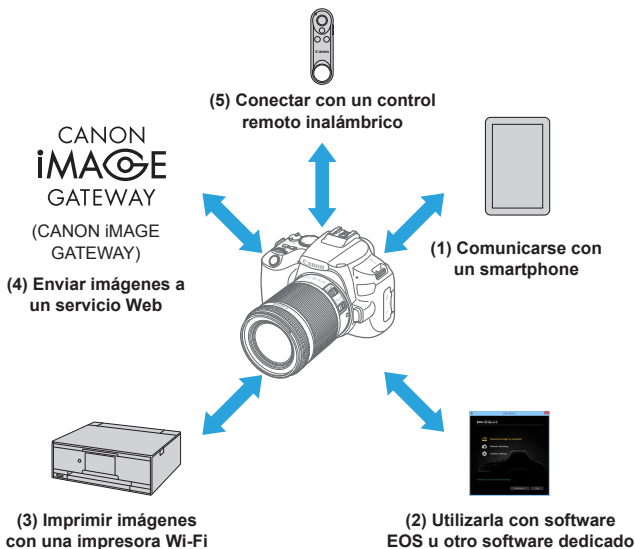 (5) Conectar con un control
remoto inalámbrico
CANON
iMAGE
GATEWAY
(CANON iMAGE
GATEWAY)
(4) Enviar imágenes a
un servicio Web
(1) Comunicarse con
un smartphone
Canon
(3) Imprimir imágenes
con una impresora Wi-Fi
(2) Utilizarla con software
EOS u otro software dedicado